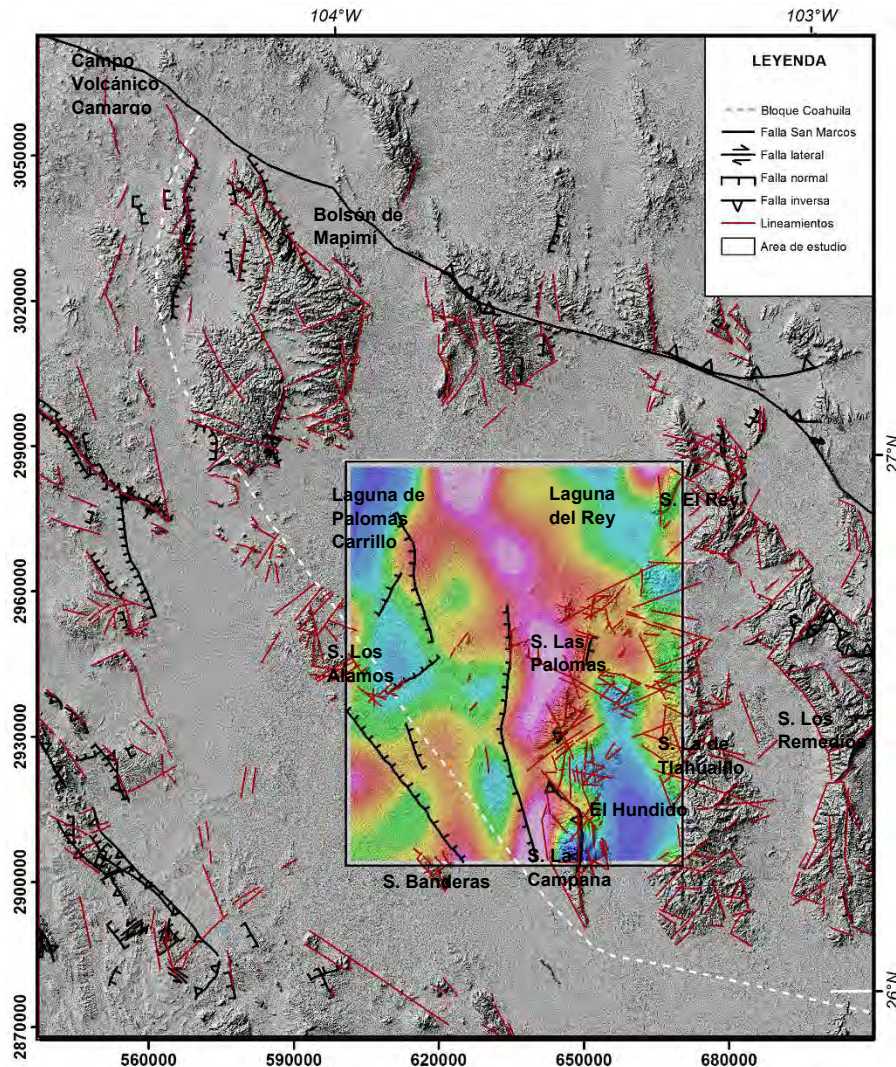 104°W
103°W
Campo
Volcánico
Camargo
LEYENDA
Bloque Coahuila
Falla San Marcos
Falla lateral
Falla normal
Falla inversa
Lineamientos
Area de estudio
Bolsón de
Mapimí
3050000
3020000
2990000
2960000
2930000
2900000
2870000
27°N
26°N
Laguna de
Palomas
Carrillo
Laguna
del Rey
S. El Rey
S. Los
Alamos
S. Las
Palomas
S. Los
Remedios
S. La de
Tlahualilo
El Hundido
S. Las
Campana
S. Banderas
560000
590000
620000
650000
680000